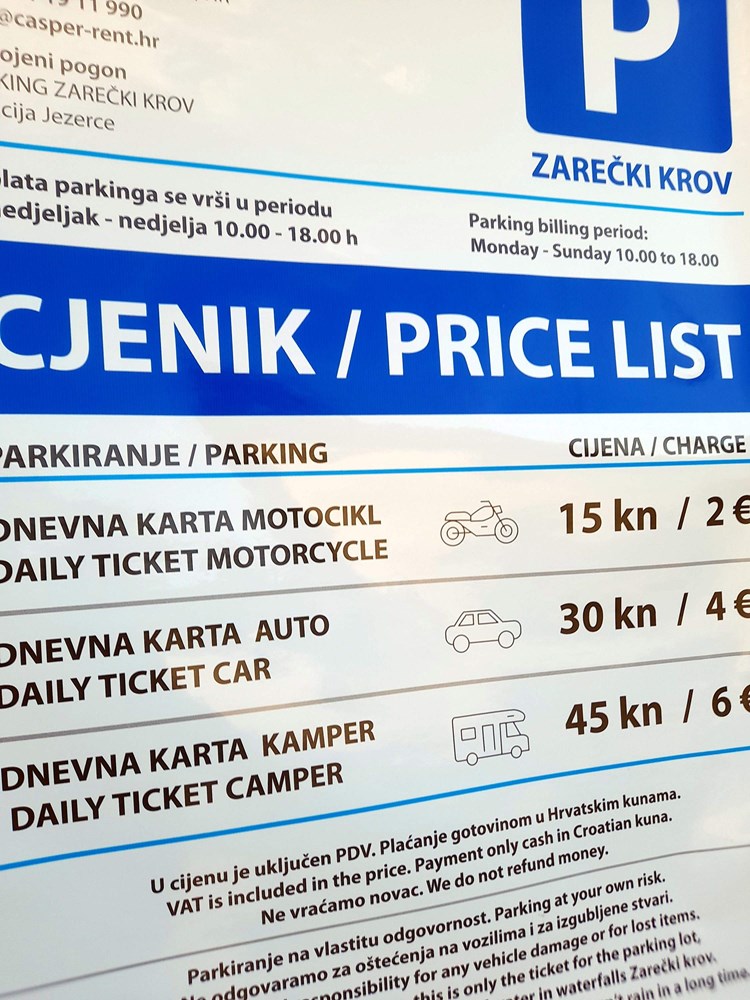 11 990
@casper-rent.hr
ojeni pogon
KING ZAREČKI KROV
cija Jezerce
P
ZAREČKI KROV
lata parkinga se vrši u periodu
nedjeljak - nedjelja 10.00 - 18.00 h
Parking billing period:
Monday - Sunday 10.00 to 18.00
CJENIK / PRICE LIST
PARKIRANJE / PARKING
CIJENA / CHARGE
DNEVNA KARTA MOTOCIKL
DAILY TICKET MOTORCYCLE
15 kn / 2 €
DNEVNA KARTA AUTO
DAILY TICKET CAR
30 kn / 4 €
DNEVNA KARTA KAMPER
DAILY TICKET CAMPER
45 kn / 6 €
U cijenu je uključen PDV. Plaćanje gotovinom u Hrvatskim kunama.
VAT is included in the price. Payment only cash in Croatian kuna.
Ne vraćamo novac. We do not refund money.
Parkiranje na vlastitu odgovornost. Parking at your own risk.
Ne odgovaramo za oštećenja na vozilima i za izgubljene stvari.
responsibility for any vehicle damage or for lost items.
this is only the ticket for the parking lot,
in waterfalls Zarečki krov.
rain in a long time.